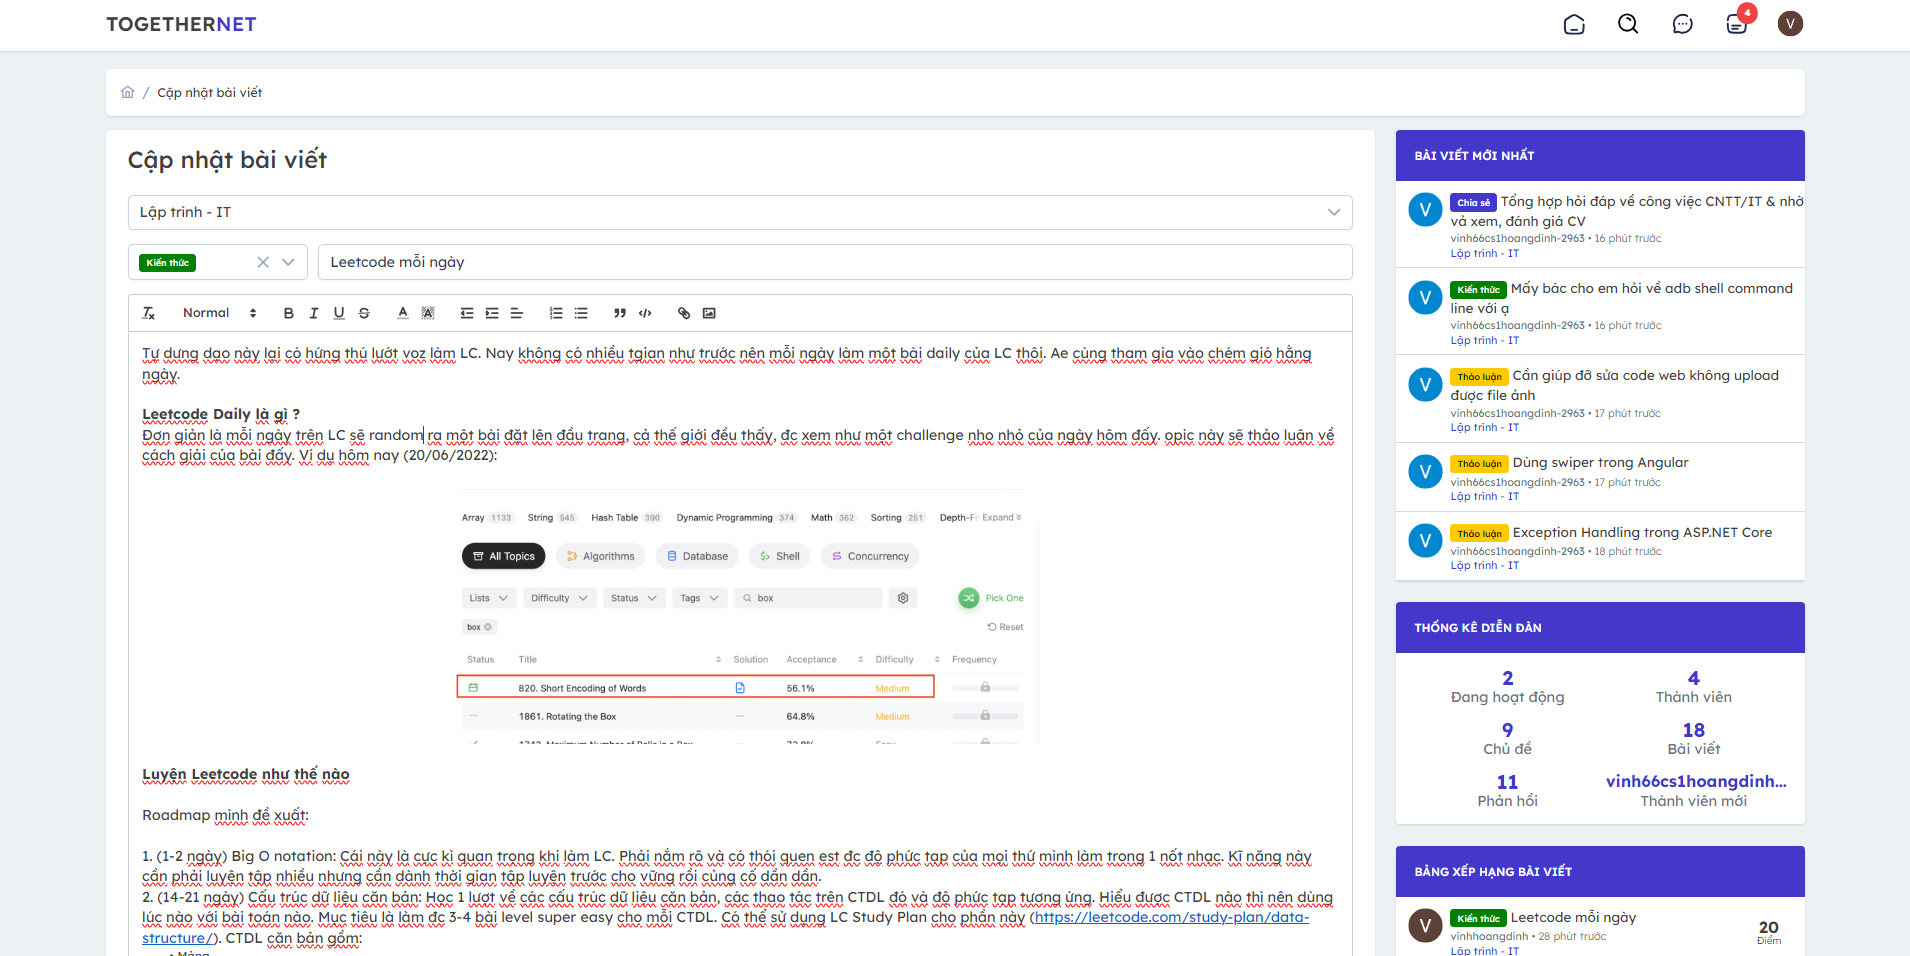 TOGETHERNET
4
V
/ Cập nhật bài viết
Cập nhật bài viết
Lập trình - IT
Kiến thức
Leetcode mỗi ngày
Normal
Tự dưng dạo này lại có hứng thú lướt voz làm LC. Nay không có nhiều tgian như trước nên mỗi ngày làm một bài daily của LC thôi. Ae cùng tham gia vào chém gió hằng
ngày.
Leetcode Daily là gì ?
Đơn giản là mỗi ngày trên LC sẽ random ra một bài đặt lên đầu trang, cả thế giới đều thấy, đc xem như một challenge nho nhỏ của ngày hôm đấy. opic này sẽ thảo luận về
cách giải của bài đấy. Ví dụ hôm nay (20/06/2022):
Array 1133 String 545 Hash Table 390 Dynamic Programming 374 Math 362 Sorting 251 Depth-Fi Expand
All Topics Algorithms Database Shell Concurrency
Lists Difficulty Status Tags box Pick One
box Reset
Status Title Solution Acceptance Difficulty Frequency
820. Short Encoding of Words 56.1% Medium
1861. Rotating the Box 64.8% Medium
Luyện Leetcode như thế nào
Roadmap mình đề xuất:
1. (1-2 ngày) Big O notation: Cái này là cực kì quan trọng khi làm LC. Phải nắm rõ và có thói quen est đc độ phức tạp của mọi thứ mình làm trong 1 nốt nhạc. Kĩ năng này
cần phải luyện tập nhiều nhưng cần dành thời gian tập luyện trước cho vững rồi củng cố dần dần.
2. (14-21 ngày) Cấu trúc dữ liệu căn bản: Học 1 lượt về các cấu trúc dữ liệu căn bản, các thao tác trên CTDL đó và độ phức tạp tương ứng. Hiểu được CTDL nào thì nên dùng
lúc nào với bài toán nào. Mục tiêu là làm đc 3-4 bài level super easy cho mỗi CTDL. Có thể sử dụng LC Study Plan cho phần này (https://leetcode.com/study-plan/data-
structure/). CTDL căn bản gồm:
• Mảng
BÀI VIẾT MỚI NHẤT
V
Chia sẻ Tổng hợp hỏi đáp về công việc CNTT/IT & nhờ
vả xem, đánh giá CV
vinh66cs1hoangdinh-2963 • 16 phút trước
Lập trình - IT
V
Kiến thức Mấy bác cho em hỏi về adb shell command
line với ạ
vinh66cs1hoangdinh-2963 • 16 phút trước
Lập trình - IT
V
Thảo luận Cần giúp đỡ sửa code web không upload
được file ảnh
vinh66cs1hoangdinh-2963 • 17 phút trước
Lập trình - IT
V
Thảo luận Dùng swiper trong Angular
vinh66cs1hoangdinh-2963 • 17 phút trước
Lập trình - IT
V
Thảo luận Exception Handling trong ASP.NET Core
vinh66cs1hoangdinh-2963 • 18 phút trước
Lập trình - IT
THỐNG KÊ DIỄN ĐÀN
2 4
Đang hoạt động Thành viên
9 18
Chủ đề Bài viết
11 vinh66cs1hoangdinh...
Phản hồi Thành viên mới
BẢNG XẾP HẠNG BÀI VIẾT
V
Kiến thức Leetcode mỗi ngày
vinhhoangdinh • 28 phút trước
Lập trình - IT
20
Điểm